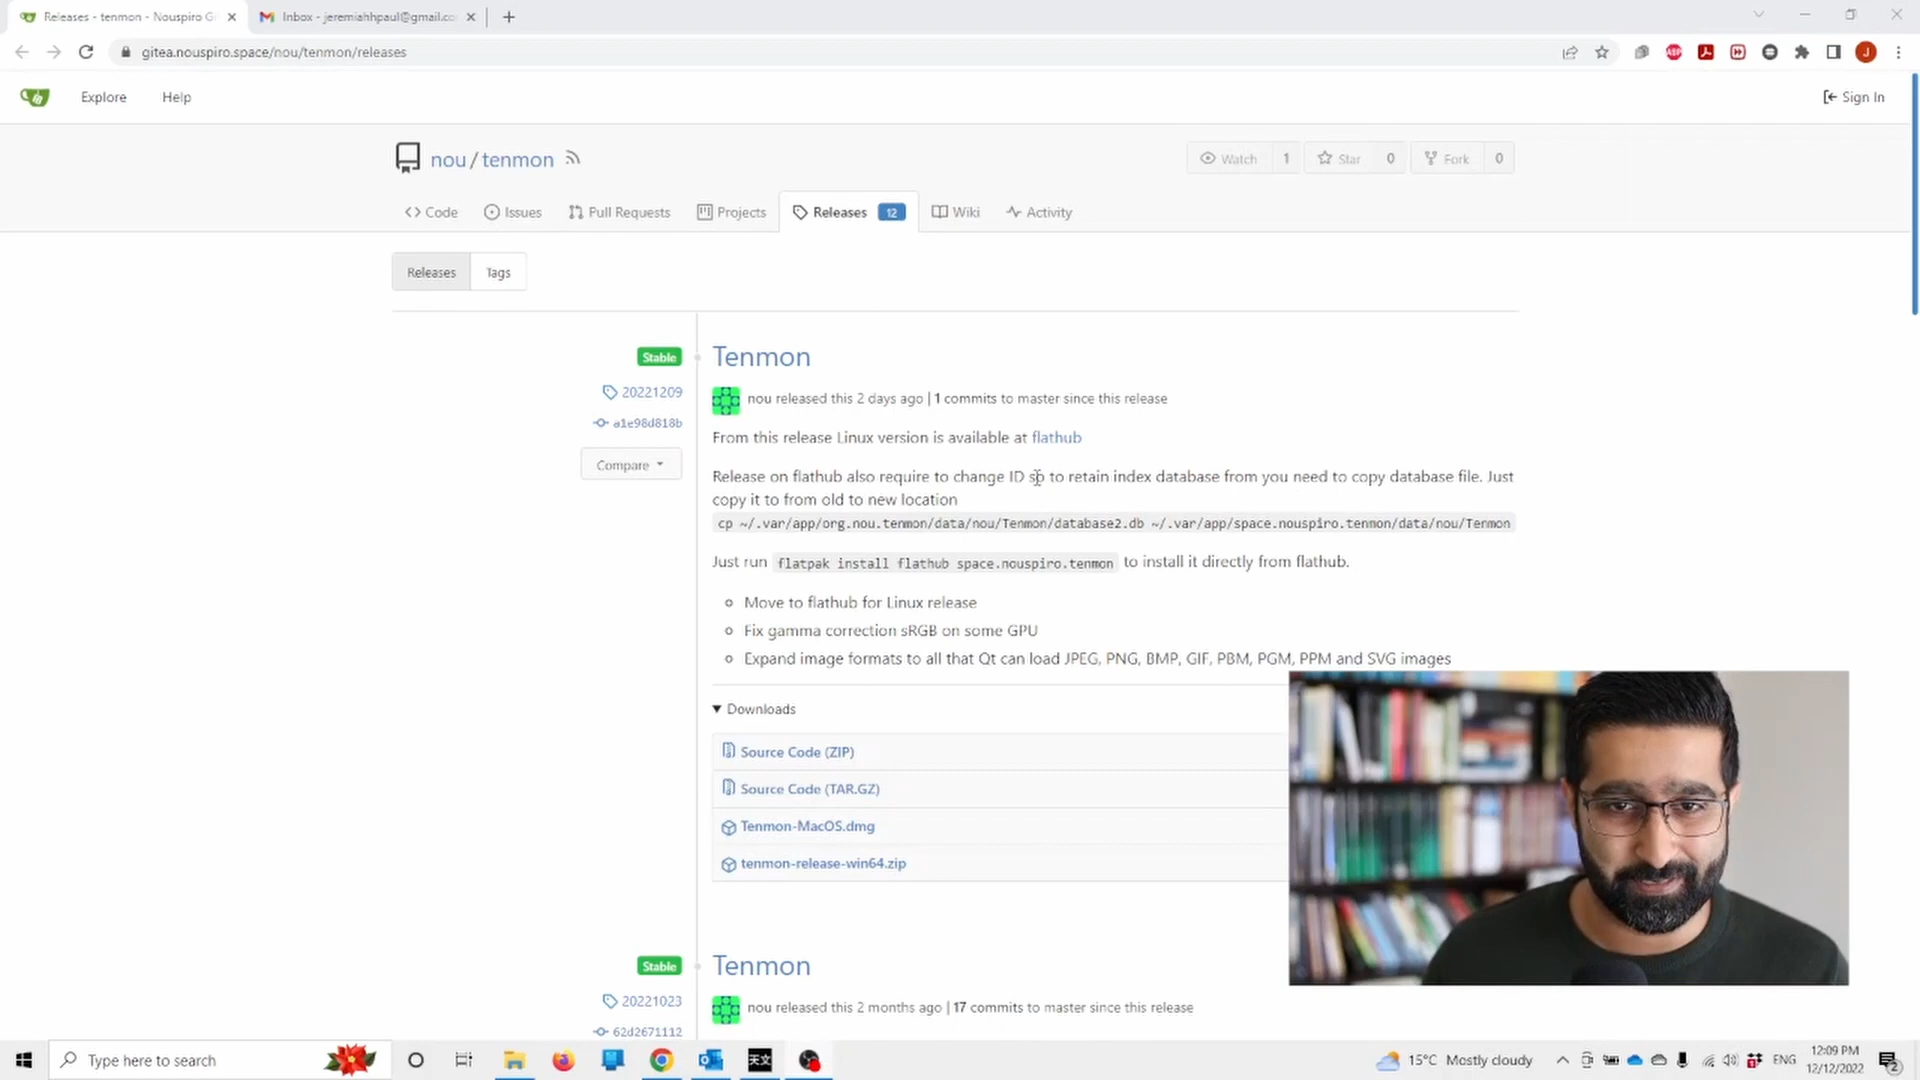 Releases - tenmon - Nouspiro Gi
Inbox - jeremiahhpaul@gmail.co
gitea.nouspiro.space/nou/tenmon/releases
ABP
J
Explore
Help
Sign In
nou / tenmon
Watch 1
Star 0
Fork 0
Code
Issues
Pull Requests
Projects
Releases 12
Wiki
Activity
Releases
Tags
Stable
Tenmon
20221209
nou released this 2 days ago | 1 commits to master since this release
a1e98d818b
From this release Linux version is available at flathub
Compare
Release on flathub also require to change ID so to retain index database from you need to copy database file. Just
copy it to from old to new location
cp ~/.var/app/org.nou.tenmon/data/nou/Tenmon/database2.db ~/.var/app/space.nouspiro.tenmon/data/nou/Tenmon
Just run flatpak install flathub space.nouspiro.tenmon to install it directly from flathub.
Move to flathub for Linux release
Fix gamma correction sRGB on some GPU
Expand image formats to all that Qt can load JPEG, PNG, BMP, GIF, PBM, PGM, PPM and SVG images
Downloads
Source Code (ZIP)
Source Code (TAR.GZ)
Tenmon-MacOS.dmg
tenmon-release-win64.zip
Stable
Tenmon
20221023
nou released this 2 months ago | 17 commits to master since this release
62d2671112
Type here to search
天文
15°C Mostly cloudy
ENG
12:09 PM
12/12/2022
2